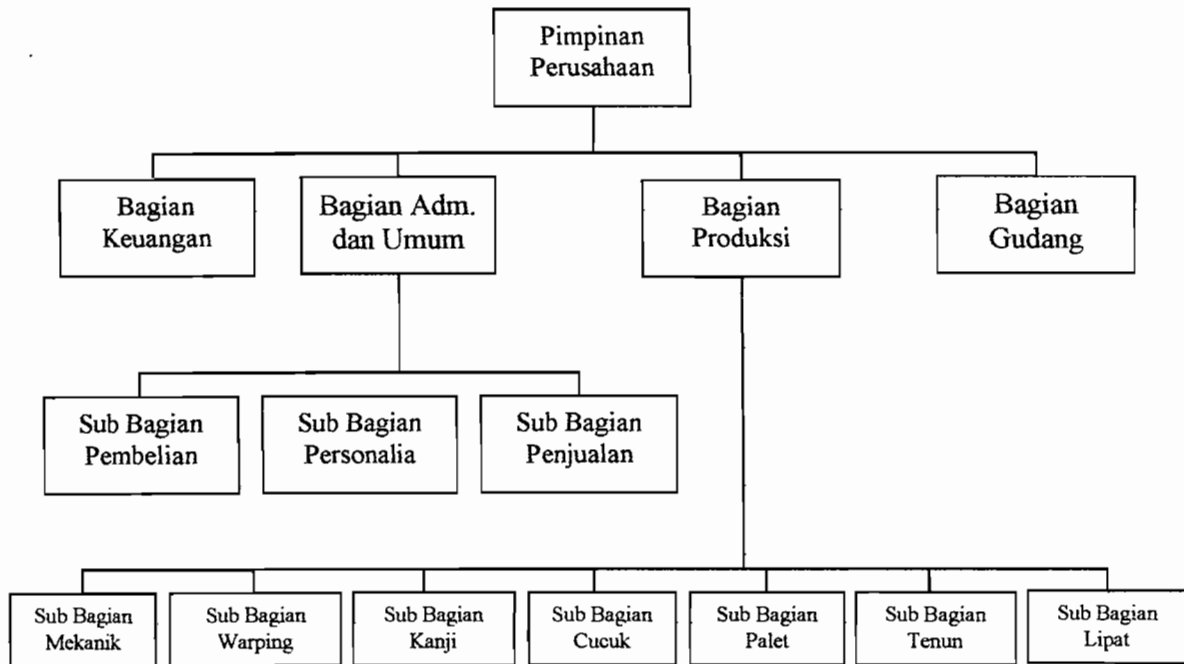 Pimpinan
Perusahaan
Bagian
Keuangan
Bagian Adm.
dan Umum
Bagian
Produksi
Bagian
Gudang
Sub Bagian
Pembelian
Sub Bagian
Personalia
Sub Bagian
Penjualan
Sub Bagian
Mekanik
Sub Bagian
Warping
Sub Bagian
Kanji
Sub Bagian
Cucuk
Sub Bagian
Palet
Sub Bagian
Tenun
Sub Bagian
Lipat